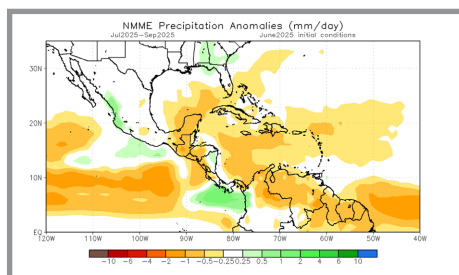 NMME Precipitation Anomalies (mm/day)
Jul2025-Sep2025 June2025 initial conditions
30N
20N
10N
EQ
120W 110W 100W 90W 80W 70W 60W 50W 40W
-10 -6 -4 -2 -1 -0.5-0.25 0.25 0.5 1 2 4 6 10